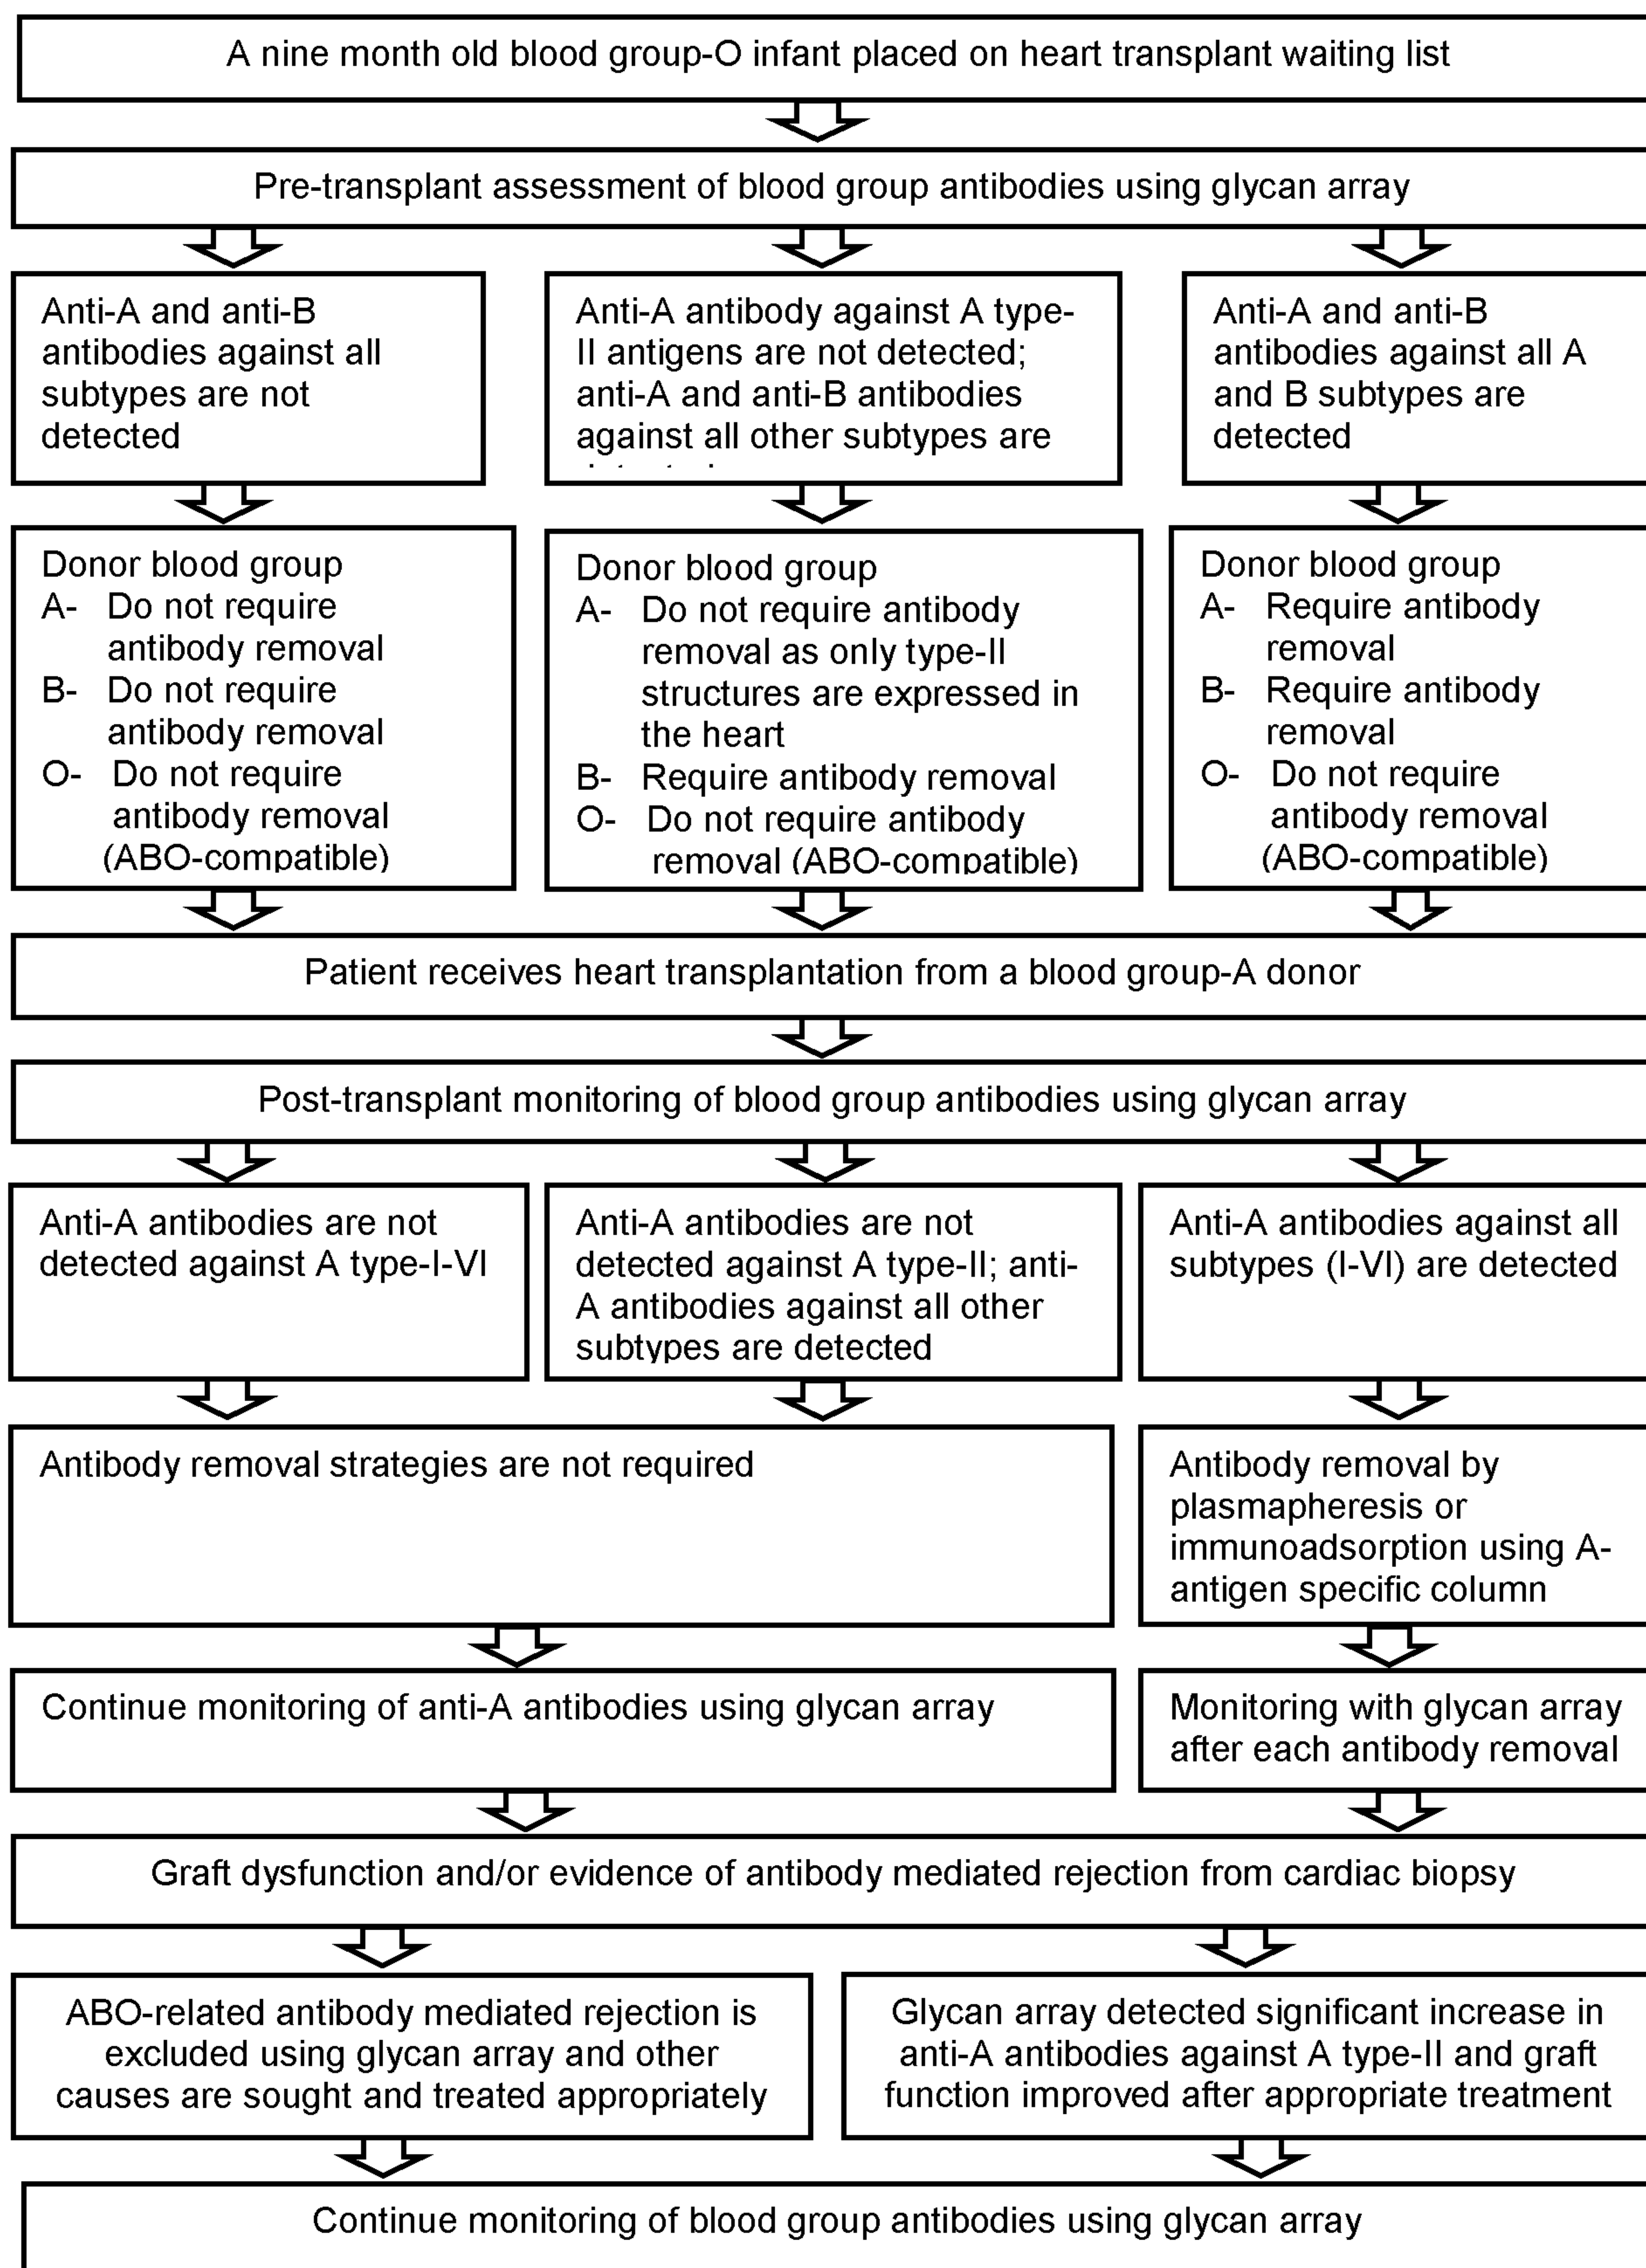 A nine month old blood group-O infant placed on heart transplant waiting list
Pre-transplant assessment of blood group antibodies using glycan array
Anti-A and anti-B
antibodies against all
subtypes are not
detected
Anti-A antibody against A type-
II antigens are not detected;
anti-A and anti-B antibodies
against all other subtypes are
Anti-A and anti-B
antibodies against all A
and B subtypes are
detected
Donor blood group
A- Do not require
antibody removal
B- Do not require
antibody removal
O- Do not require
antibody removal
(ABO-compatible)
Donor blood group
A- Do not require antibody
removal as only type-II
structures are expressed in
the heart
B- Require antibody removal
O- Do not require antibody
removal (ABO-compatible)
Donor blood group
A- Require antibody
removal
B- Require antibody
removal
O- Do not require
antibody removal
(ABO-compatible)
Patient receives heart transplantation from a blood group-A donor
Post-transplant monitoring of blood group antibodies using glycan array
Anti-A antibodies are not
detected against A type-I-VI
Anti-A antibodies are not
detected against A type-II; anti-
A antibodies against all other
subtypes are detected
Anti-A antibodies against all
subtypes (I-VI) are detected
Antibody removal strategies are not required
Antibody removal by
plasmapheresis or
immunoadsorption using A-
antigen specific column
Continue monitoring of anti-A antibodies using glycan array
Monitoring with glycan array
after each antibody removal
Graft dysfunction and/or evidence of antibody mediated rejection from cardiac biopsy
ABO-related antibody mediated rejection is
excluded using glycan array and other
causes are sought and treated appropriately
Glycan array detected significant increase in
anti-A antibodies against A type-II and graft
function improved after appropriate treatment
Continue monitoring of blood group antibodies using glycan array